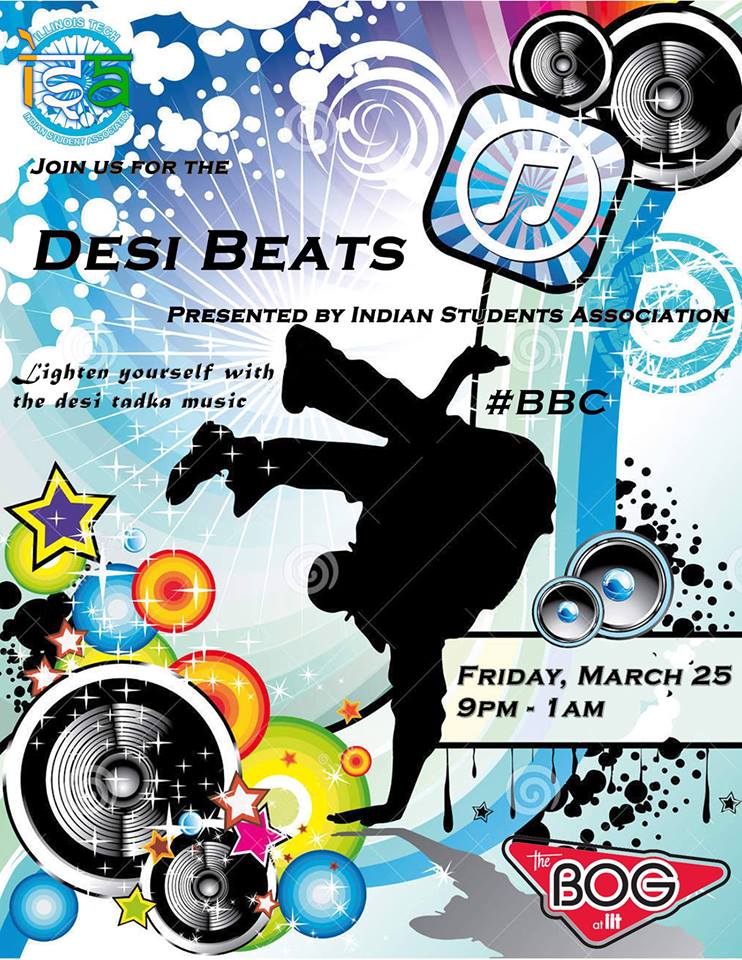 ILLINOIS TECH
isa
INDIAN STUDENT ASSOCIATION
JOIN US FOR THE
DESI BEATS
PRESENTED BY INDIAN STUDENTS ASSOCIATION
Lighten yourself with
the desi tadka music
#BBC
FRIDAY, MARCH 25
9PM - 1AM
the
BOG
at iit